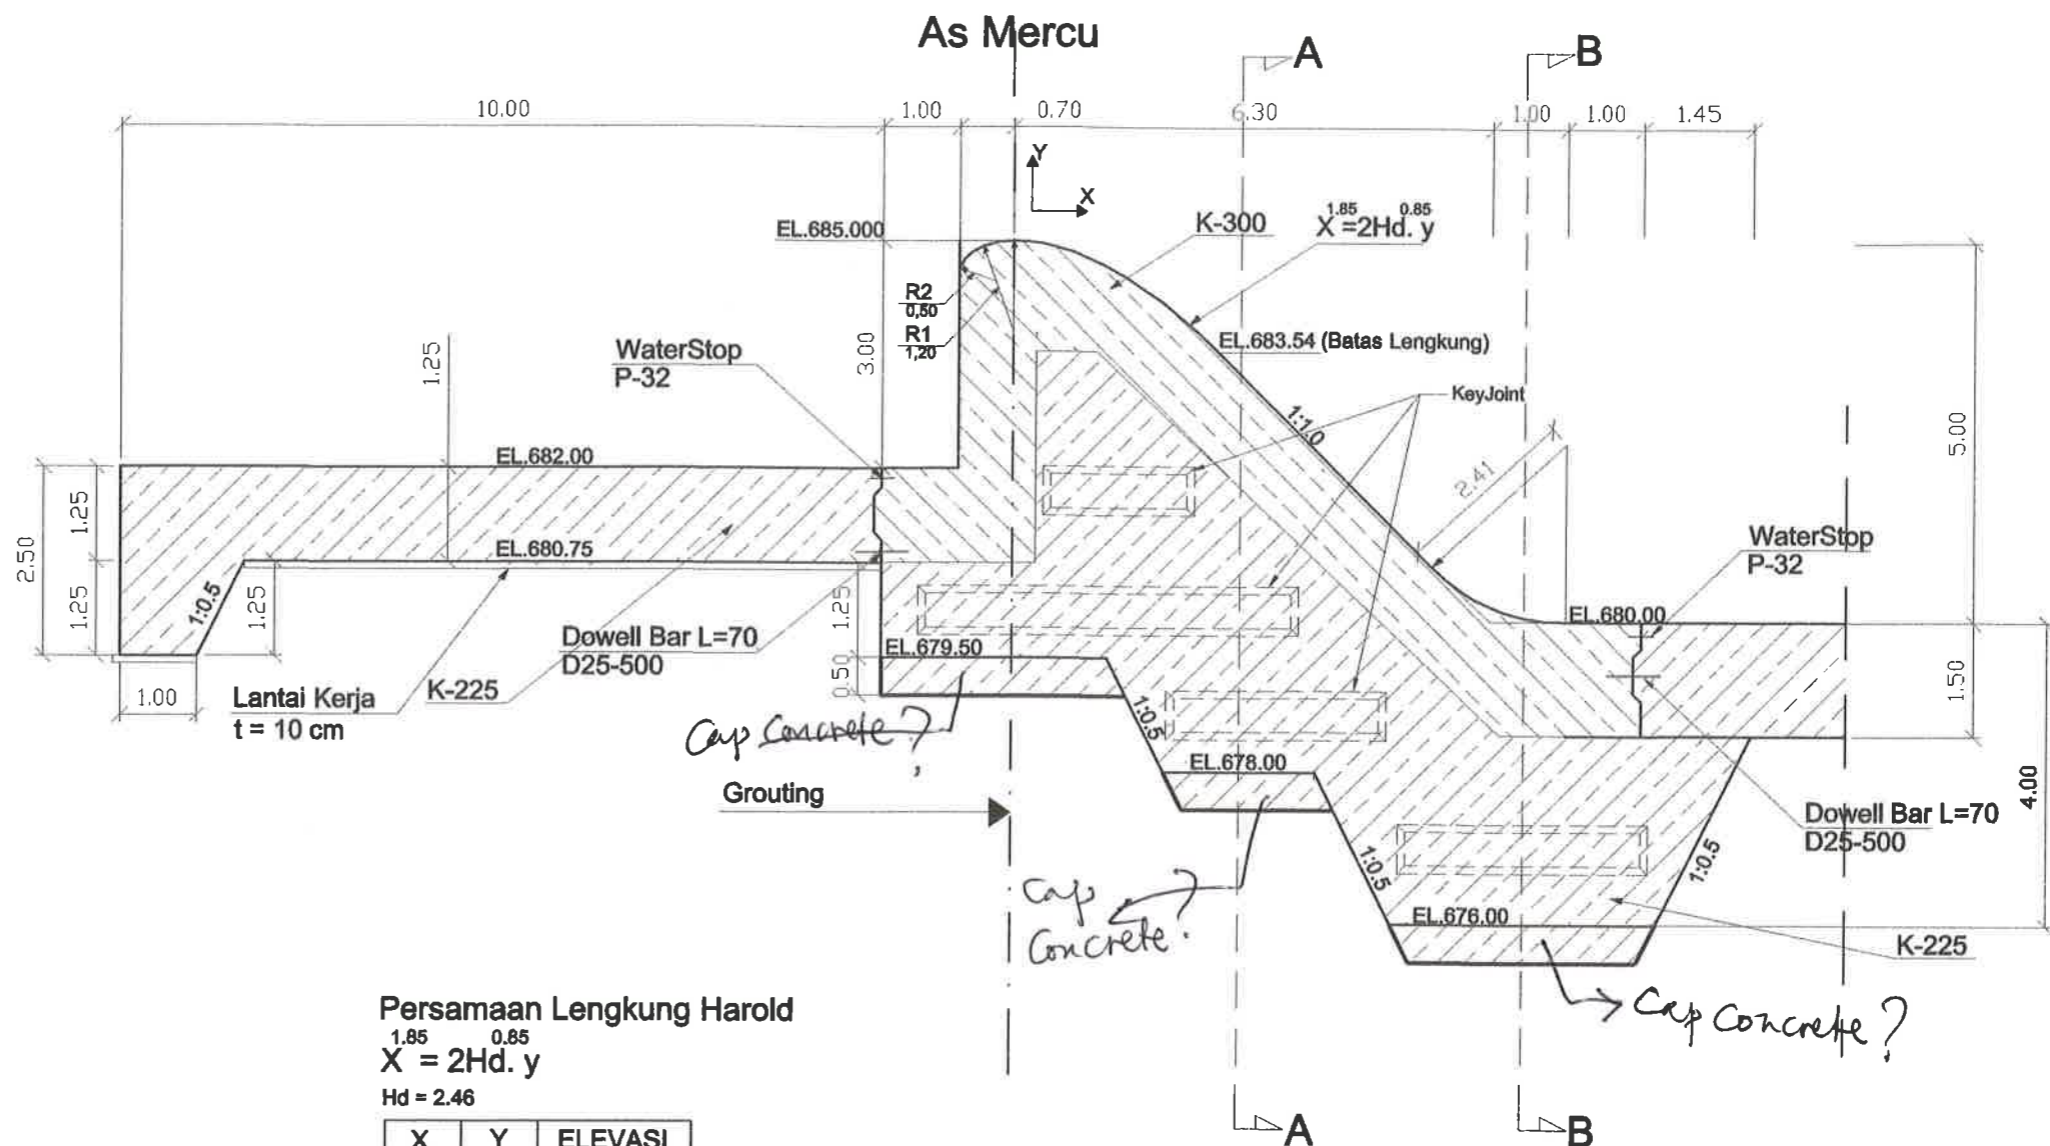 As Mercu
A
B
10.00
1.00
0.70
6.30
1.00
1.00
1.45
Y
X
EL.685.000
K-300
X^1.85=2Hd.^0.85 y
R2
0,50
R1
1,20
EL.683.54 (Batas Lengkung)
1.25
WaterStop
P-32
3.00
KeyJoint
1:1.0
5.00
2.41
EL.682.00
2.50
1.25
1.25
EL.680.75
1:0.5
1.25
1.25
WaterStop
P-32
EL.680.00
Dowell Bar L=70
D25-500
EL.679.50
0.50
1.50
1.00
Lantai Kerja
t = 10 cm
K-225
Cap Concrete?
1:0.5
EL.678.00
Grouting
4.00
Dowell Bar L=70
D25-500
1:0.5
1:0.5
Cap
Concrete?
EL.676.00
K-225
Cap Concrete?
Persamaan Lengkung Harold
X^1.85 = 2Hd.^0.85 y
Hd = 2.46
X Y ELEVASI
A
B